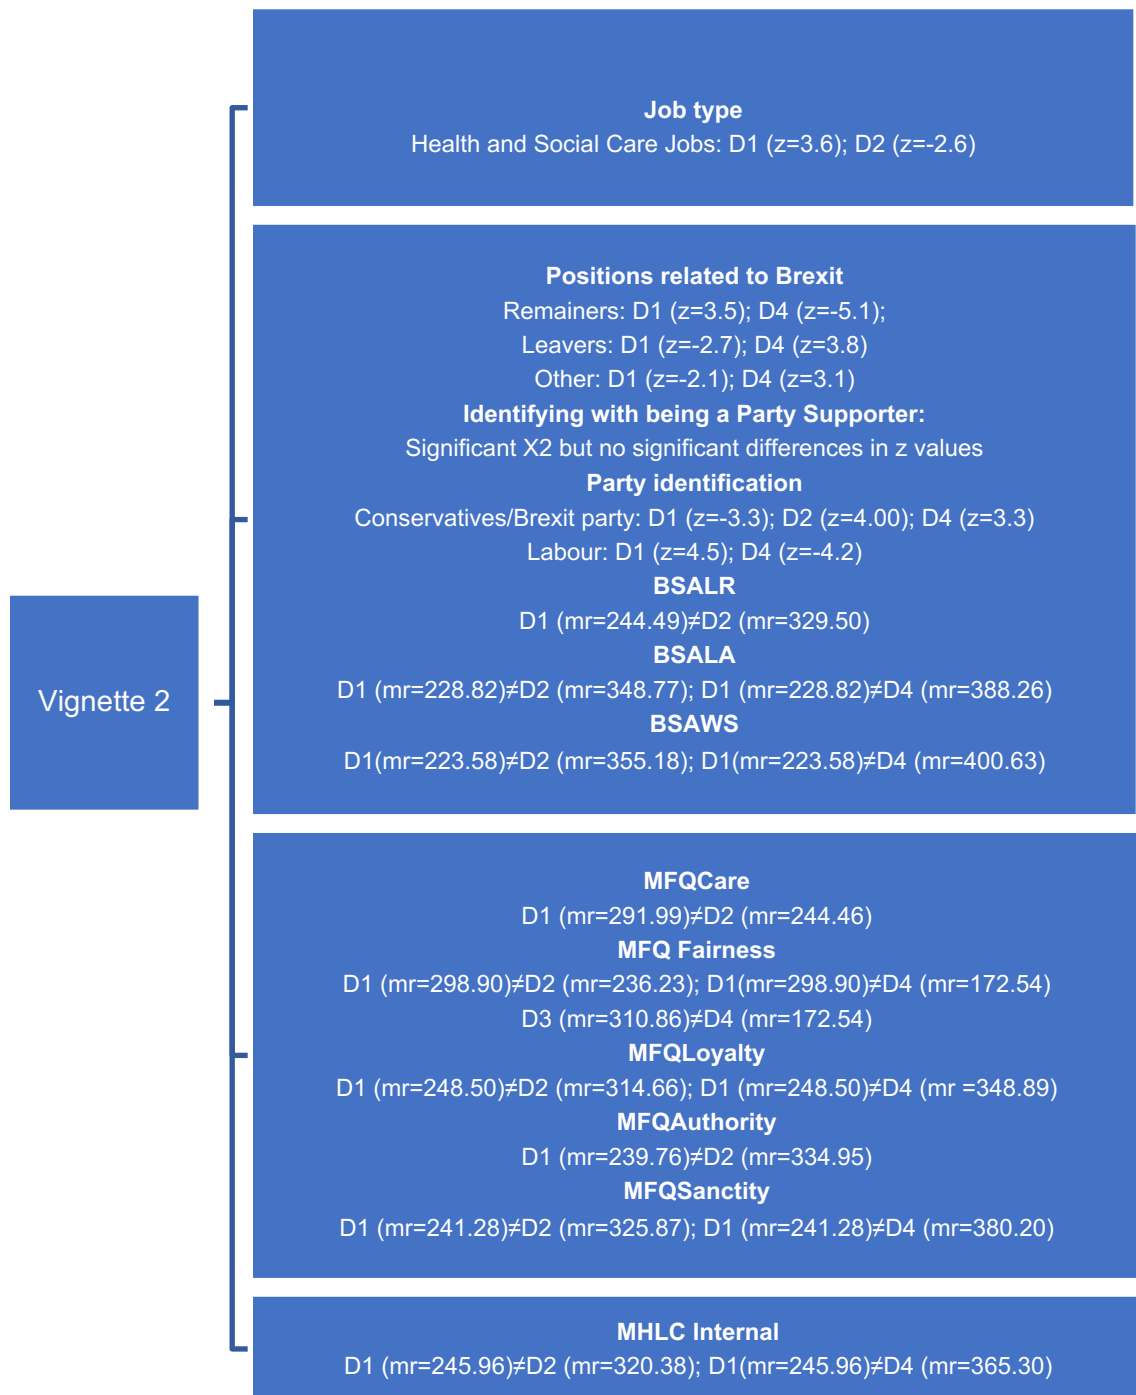 Vignette 2
Job type
Health and Social Care Jobs: D1 (z=3.6); D2 (z=-2.6)
Positions related to Brexit
Remainers: D1 (z=3.5); D4 (z=-5.1);
Leavers: D1 (z=-2.7); D4 (z=3.8)
Other: D1 (z=-2.1); D4 (z=3.1)
Identifying with being a Party Supporter:
Significant X2 but no significant differences in z values
Party identification
Conservatives/Brexit party: D1 (z=-3.3); D2 (z=4.00); D4 (z=3.3)
Labour: D1 (z=4.5); D4 (z=-4.2)
BSALR
D1 (mr=244.49)≠D2 (mr=329.50)
BSALA
D1 (mr=228.82)≠D2 (mr=348.77); D1 (mr=228.82)≠D4 (mr=388.26)
BSAWS
D1(mr=223.58)≠D2 (mr=355.18); D1(mr=223.58)≠D4 (mr=400.63)
MFQCare
D1 (mr=291.99)≠D2 (mr=244.46)
MFQ Fairness
D1 (mr=298.90)≠D2 (mr=236.23); D1(mr=298.90)≠D4 (mr=172.54)
D3 (mr=310.86)≠D4 (mr=172.54)
MFQLoyalty
D1 (mr=248.50)≠D2 (mr=314.66); D1 (mr=248.50)≠D4 (mr =348.89)
MFQAuthority
D1 (mr=239.76)≠D2 (mr=334.95)
MFQSanctity
D1 (mr=241.28)≠D2 (mr=325.87); D1 (mr=241.28)≠D4 (mr=380.20)
MHLC Internal
D1 (mr=245.96)≠D2 (mr=320.38); D1(mr=245.96)≠D4 (mr=365.30)